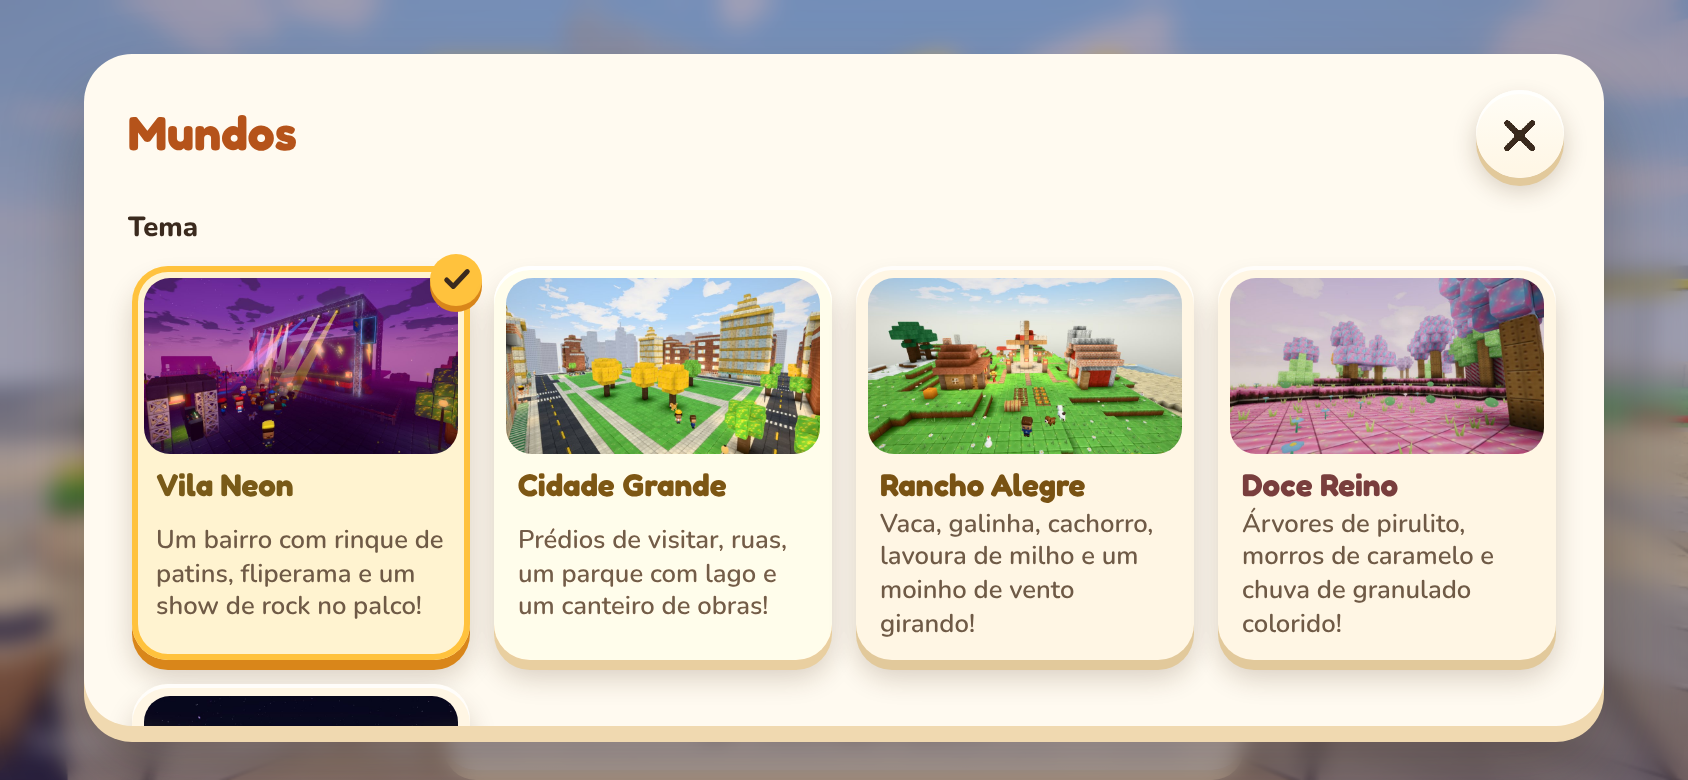 Mundos
Tema
Vila Neon
Um bairro com rinque de
patins, fliperama e um
show de rock no palco!
Cidade Grande
Prédios de visitar, ruas,
um parque com lago e
um canteiro de obras!
Rancho Alegre
Vaca, galinha, cachorro,
lavoura de milho e um
moinho de vento
girando!
Doce Reino
Árvores de pirulito,
morros de caramelo e
chuva de granulado
colorido!